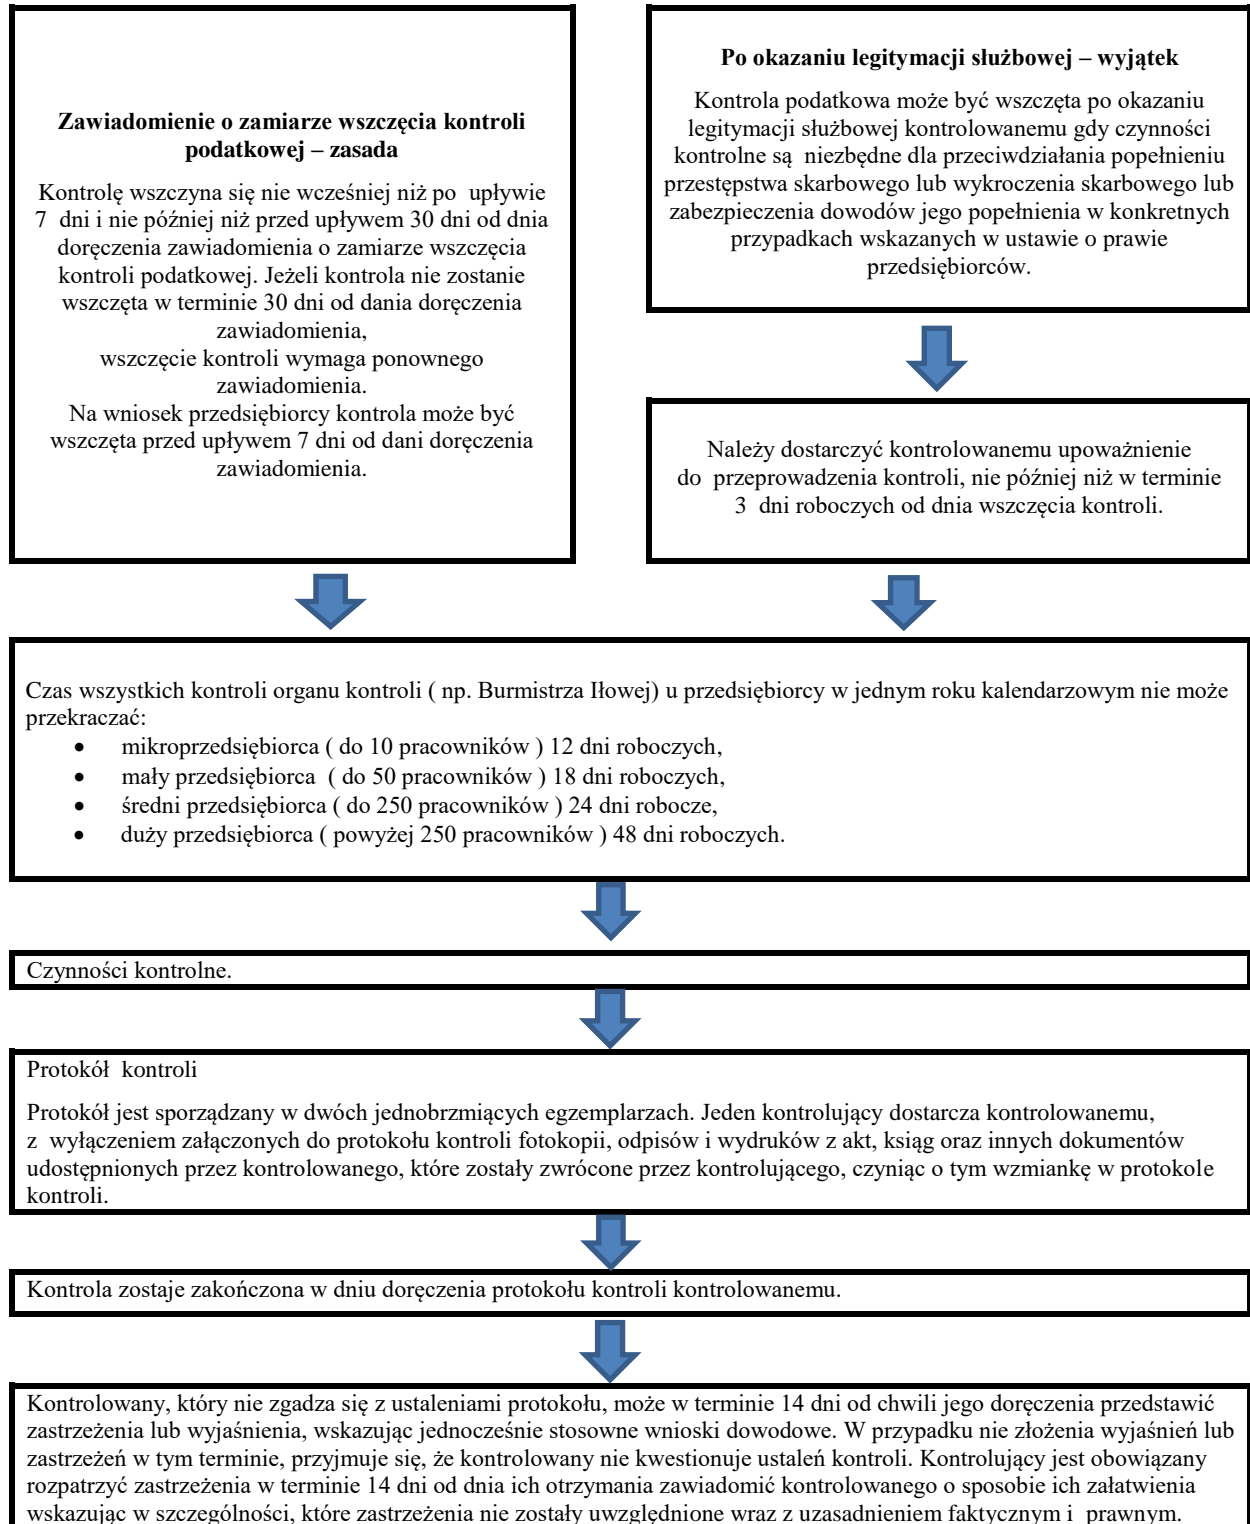 Zawiadomienie o zamiarze wszczęcia kontroli
podatkowej – zasada
Kontrolę wszczyna się nie wcześniej niż po upływie
7 dni i nie później niż przed upływem 30 dni od dnia
doręczenia zawiadomienia o zamiarze wszczęcia
kontroli podatkowej. Jeżeli kontrola nie zostanie
wszczęta w terminie 30 dni od dania doręczenia
zawiadomienia,
wszczęcie kontroli wymaga ponownego
zawiadomienia.
Na wniosek przedsiębiorcy kontrola może być
wszczęta przed upływem 7 dni od dani doręczenia
zawiadomienia.
Po okazaniu legitymacji służbowej – wyjątek
Kontrola podatkowa może być wszczęta po okazaniu
legitymacji służbowej kontrolowanemu gdy czynności
kontrolne są niezbędne dla przeciwdziałania popełnieniu
przestępstwa skarbowego lub wykroczenia skarbowego lub
zabezpieczenia dowodów jego popełnienia w konkretnych
przypadkach wskazanych w ustawie o prawie
przedsiębiorców.
Należy dostarczyć kontrolowanemu upoważnienie
do przeprowadzenia kontroli, nie później niż w terminie
3 dni roboczych od dnia wszczęcia kontroli.
Czas wszystkich kontroli organu kontroli ( np. Burmistrza Iłowej) u przedsiębiorcy w jednym roku kalendarzowym nie może
przekraczać:
• mikroprzedsiębiorca ( do 10 pracowników ) 12 dni roboczych,
• mały przedsiębiorca ( do 50 pracowników ) 18 dni roboczych,
• średni przedsiębiorca ( do 250 pracowników ) 24 dni robocze,
• duży przedsiębiorca ( powyżej 250 pracowników ) 48 dni roboczych.
Czynności kontrolne.
Protokół kontroli
Protokół jest sporządzany w dwóch jednobrzmiących egzemplarzach. Jeden kontrolujący dostarcza kontrolowanemu,
z wyłączeniem załączonych do protokołu kontroli fotokopii, odpisów i wydruków z akt, ksiąg oraz innych dokumentów
udostępnionych przez kontrolowanego, które zostały zwrócone przez kontrolującego, czyniąc o tym wzmiankę w protokole
kontroli.
Kontrola zostaje zakończona w dniu doręczenia protokołu kontroli kontrolowanemu.
Kontrolowany, który nie zgadza się z ustaleniami protokołu, może w terminie 14 dni od chwili jego doręczenia przedstawić
zastrzeżenia lub wyjaśnienia, wskazując jednocześnie stosowne wnioski dowodowe. W przypadku nie złożenia wyjaśnień lub
zastrzeżeń w tym terminie, przyjmuje się, że kontrolowany nie kwestionuje ustaleń kontroli. Kontrolujący jest obowiązany
rozpatrzyć zastrzeżenia w terminie 14 dni od dnia ich otrzymania zawiadomić kontrolowanego o sposobie ich załatwienia
wskazując w szczególności, które zastrzeżenia nie zostały uwzględnione wraz z uzasadnieniem faktycznym i prawnym.